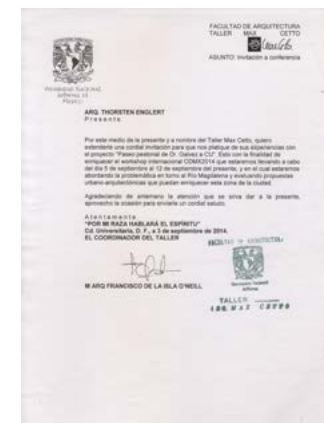 FACULTAD DE ARQUITECTURA
TALLER MAX CETTO
ASUNTO: Invitación a conferencia
ARQ. THORSTEN ENGLERT
Presente
Por este medio de la presente y a nombre del Taller Max Cetto, quiero
extenderle una cordial invitación para que nos platique de sus experiencias con
el proyecto "Paseo peatonal de Dr. Gálvez a CU". Esto con la finalidad de
enriquecer el workshop internacional CDMX2014 que estaremos llevando a cabo
del día 5 de septiembre al 12 de septiembre del presente, y en el cual estaremos
abordando la problemática en torno al Río Magdalena y evaluando propuestas
urbano-arquitectónicas que puedan enriquecer esta zona de la ciudad.
Agradeciendo de antemano la atención que se sirva dar a la presente,
aprovecho la ocasión para enviarle un cordial saludo.
Atentamente
"POR MI RAZA HABLARÁ EL ESPÍRITU"
Cd. Universitaria, D. F., a 3 de septiembre de 2014.
EL COORDINADOR DEL TALLER
FACULTAD DE ARQUITECTURA
M ARQ FRANCISCO DE LA ISLA O'NEILL
TALLER
ARQ. MAX CETTO